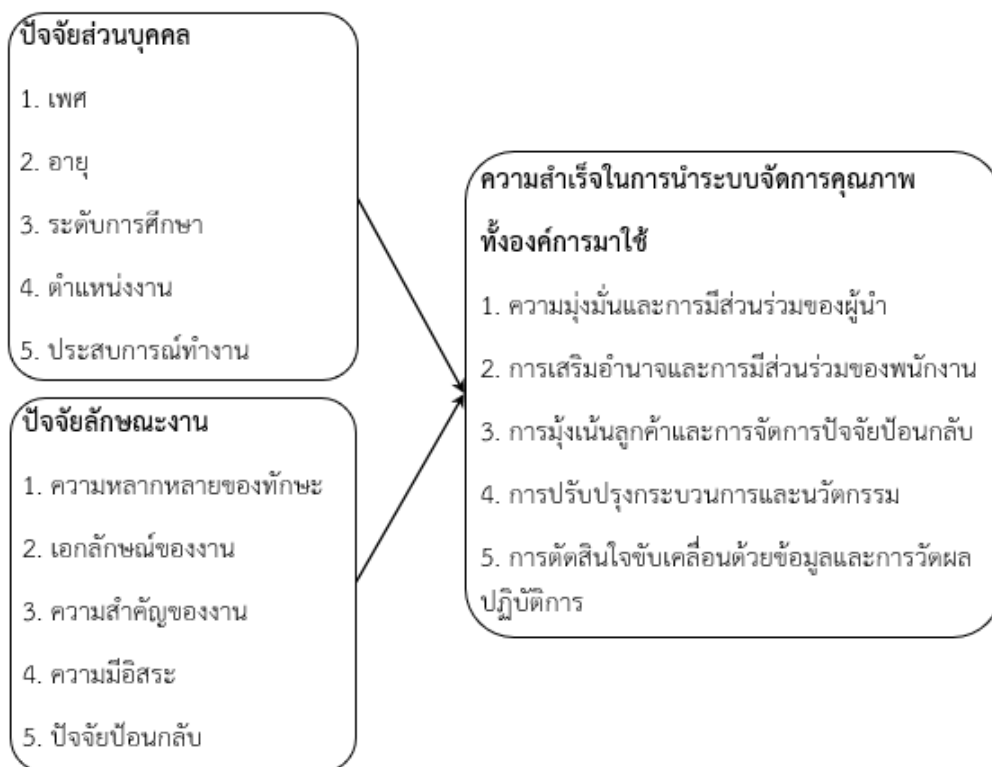 ปัจจัยส่วนบุคคล
1. เพศ
2. อายุ
3. ระดับการศึกษา
4. ตำแหน่งงาน
5. ประสบการณ์ทำงาน
ปัจจัยลักษณะงาน
1. ความหลากหลายของทักษะ
2. เอกลักษณ์ของงาน
3. ความสำคัญของงาน
4. ความมีอิสระ
5. ปัจจัยป้อนกลับ
ความสำเร็จในการนำระบบจัดการคุณภาพ
ทั้งองค์การมาใช้
1. ความมุ่งมั่นและการมีส่วนร่วมของผู้นำ
2. การเสริมอำนาจและการมีส่วนร่วมของพนักงาน
3. การมุ้งเน้นลูกค้าและการจัดการปัจจัยป้อนกลับ
4. การปรับปรุงกระบวนการและนวัตกรรม
5. การตัดสินใจขับเคลื่อนด้วยข้อมูลและการวัดผล
ปฏิบัติการ